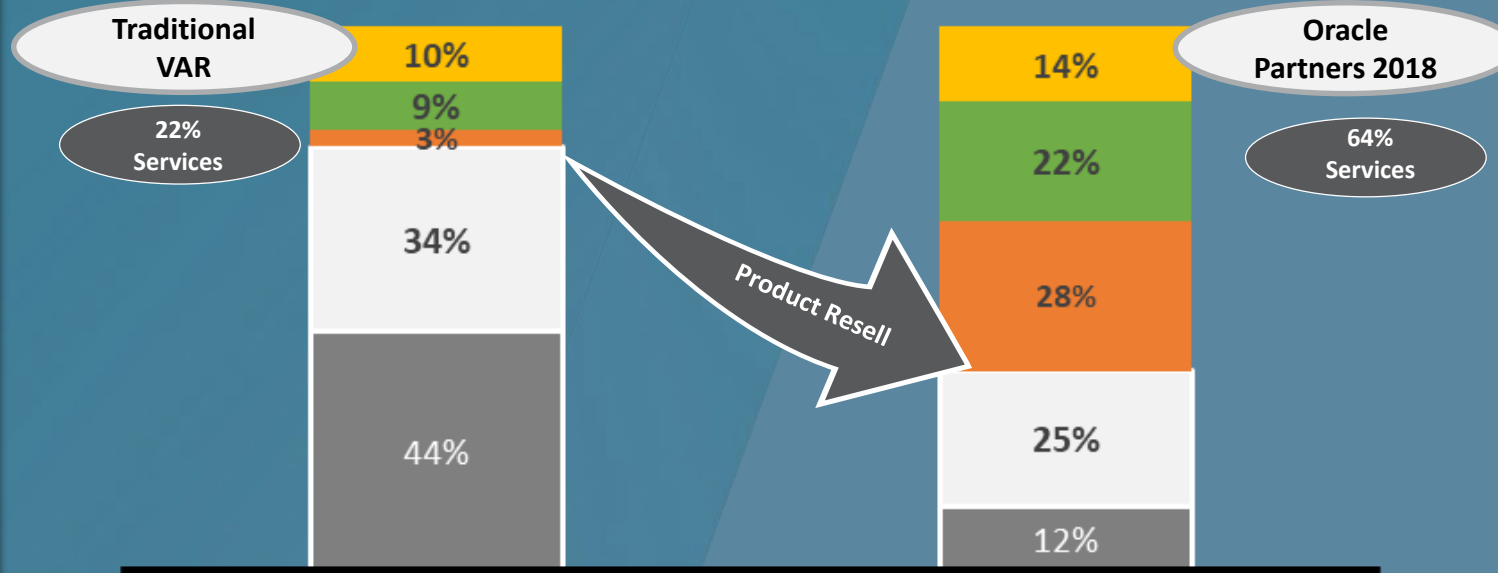 Traditional
VAR
22%
Services
10%
9%
3%
34%
44%
Product Resell
14%
22%
28%
25%
12%
Oracle
Partners 2018
64%
Services